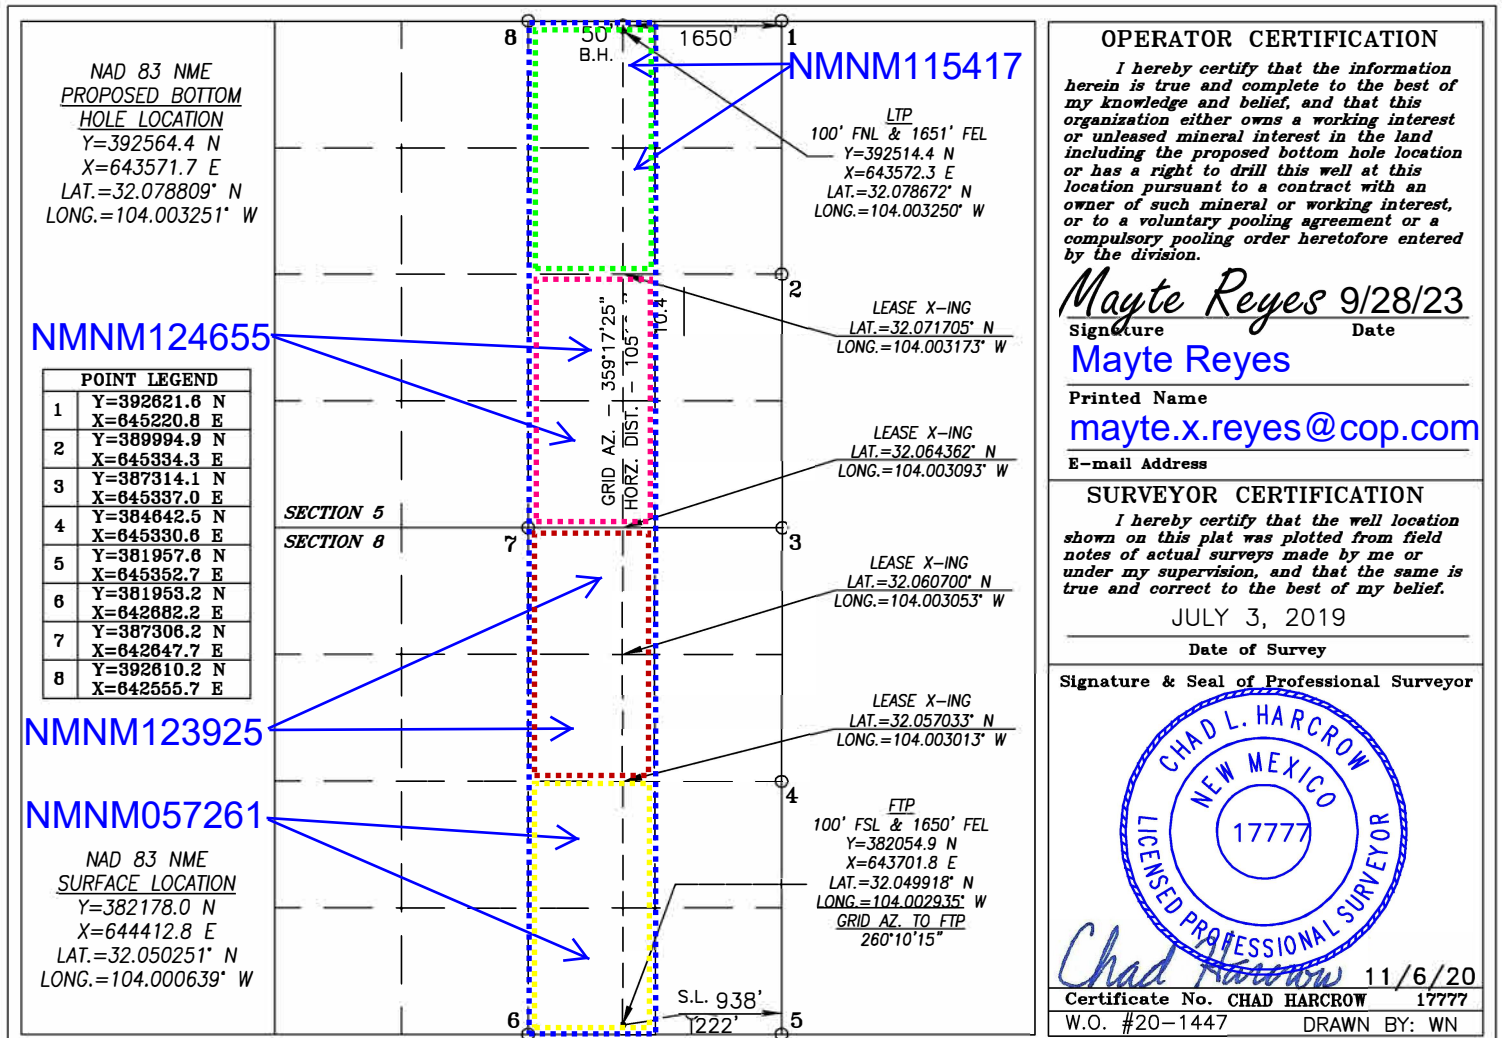 NAD 83 NME
PROPOSED BOTTOM
HOLE LOCATION
Y=392564.4 N
X=643571.7 E
LAT.=32.078809° N
LONG.=104.003251° W
NMNM124655
POINT LEGEND
1 Y=392621.6 N
X=645220.8 E
2 Y=389994.9 N
X=645334.3 E
3 Y=387314.1 N
X=645337.0 E
4 Y=384642.5 N
X=645330.6 E
5 Y=381957.6 N
X=645352.7 E
6 Y=381953.2 N
X=642682.2 E
7 Y=387306.2 N
X=642647.7 E
8 Y=392610.2 N
X=642555.7 E
NMNM123925
NMNM057261
NAD 83 NME
SURFACE LOCATION
Y=382178.0 N
X=644412.8 E
LAT.=32.050251° N
LONG.=104.000639° W
SECTION 5
SECTION 8
8
50'
B.H.
1650'
1
NMNM115417
LTP
100' FNL & 1651' FEL
Y=392514.4 N
X=643572.3 E
LAT.=32.078672° N
LONG.=104.003250° W
2
GRID AZ. – 359°17'25"
HORZ. DIST. – 105
10.4
LEASE X-ING
LAT.=32.071705° N
LONG.=104.003173° W
LEASE X-ING
LAT.=32.064362° N
LONG.=104.003093° W
7
3
LEASE X-ING
LAT.=32.060700° N
LONG.=104.003053° W
LEASE X-ING
LAT.=32.057033° N
LONG.=104.003013° W
4
FTP
100' FSL & 1650' FEL
Y=382054.9 N
X=643701.8 E
LAT.=32.049918° N
LONG.=104.002935° W
GRID AZ. TO FTP
260°10'15"
S.L. 938'
222'
6
5
OPERATOR CERTIFICATION
I hereby certify that the information
herein is true and complete to the best of
my knowledge and belief, and that this
organization either owns a working interest
or unleased mineral interest in the land
including the proposed bottom hole location
or has a right to drill this well at this
location pursuant to a contract with an
owner of such mineral or working interest,
or to a voluntary pooling agreement or a
compulsory pooling order heretofore entered
by the division.
Mayte Reyes 9/28/23
Signature Date
Mayte Reyes
Printed Name
mayte.x.reyes@cop.com
E-mail Address
SURVEYOR CERTIFICATION
I hereby certify that the well location
shown on this plat was plotted from field
notes of actual surveys made by me or
under my supervision, and that the same is
true and correct to the best of my belief.
JULY 3, 2019
Date of Survey
Signature & Seal of Professional Surveyor
CHAD L. HARCROW
NEW MEXICO
17777
LICENSED PROFESSIONAL SURVEYOR
Chad Harcrow 11/6/20
Certificate No. CHAD HARCROW 17777
W.O. #20-1447 DRAWN BY: WN